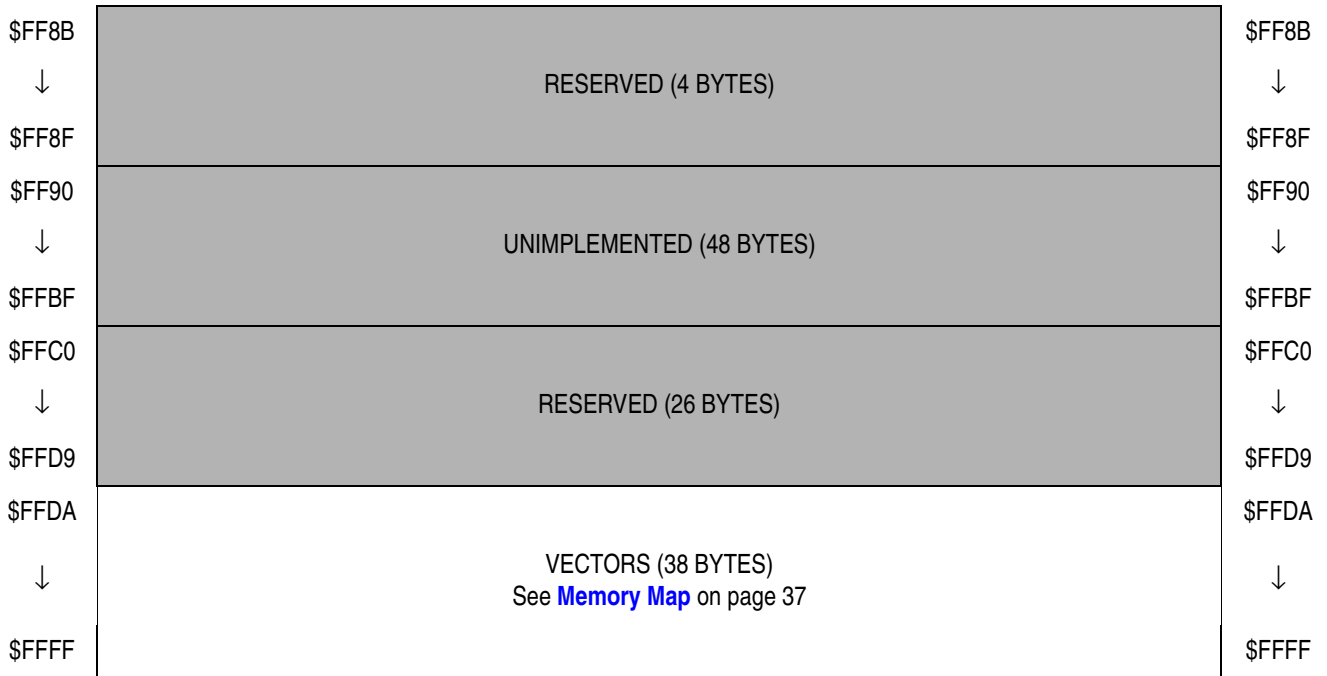 $FF8B $FF8B
↓ RESERVED (4 BYTES) ↓
$FF8F $FF8F
$FF90 $FF90
↓ UNIMPLEMENTED (48 BYTES) ↓
$FFBF $FFBF
$FFC0 $FFC0
↓ RESERVED (26 BYTES) ↓
$FFD9 $FFD9
$FFDA $FFDA
VECTORS (38 BYTES)
↓ See Memory Map on page 37 ↓
$FFFF $FFFF